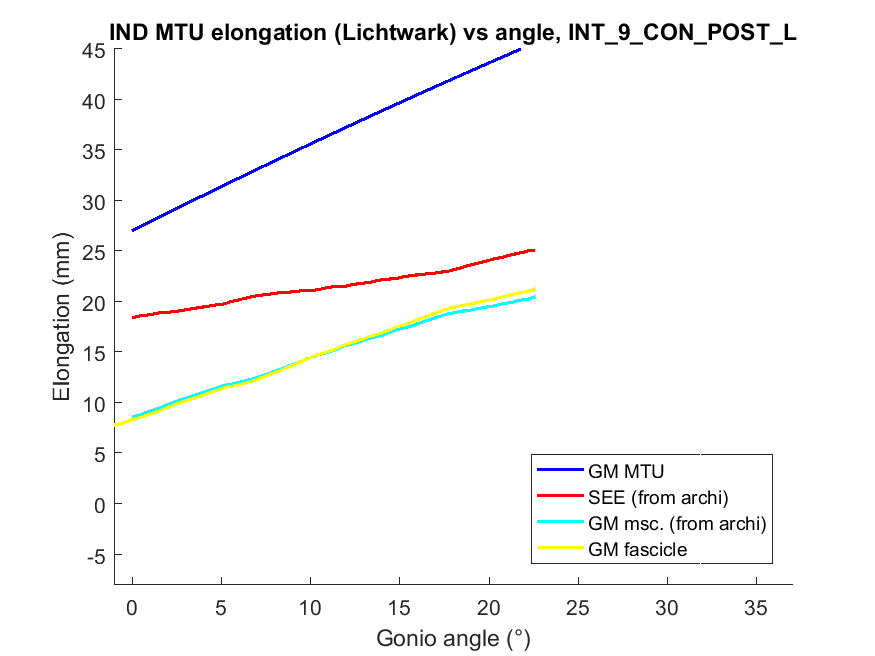 IND MTU elongation (Lichtwark) vs angle, INT_9_CON_POST_L
45
40
35
30
25
20
15
10
5
0
-5
Elongation (mm)
GM MTU
SEE (from archi)
GM msc. (from archi)
GM fascicle
0 5 10 15 20 25 30 35
Gonio angle (°)